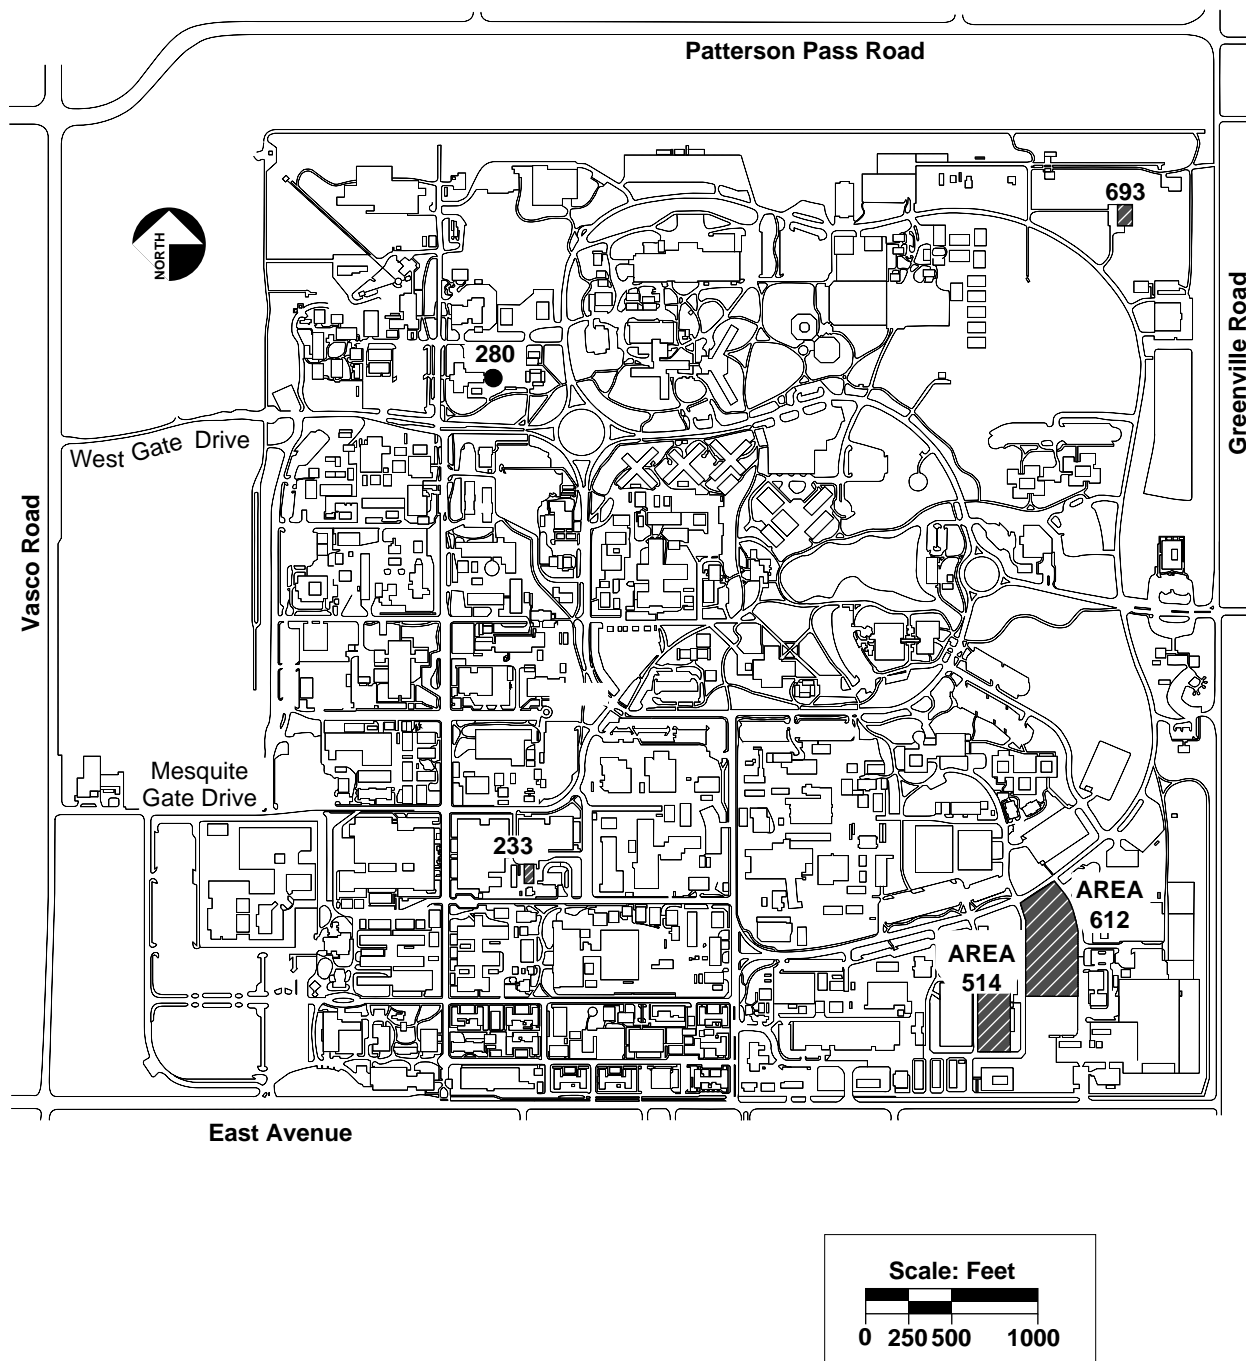 Patterson Pass Road
693
NORTH
Greenville Road
280
West Gate Drive
Vasco Road
Mesquite
Gate Drive
233
AREA
612
AREA
514
East Avenue
Scale: Feet
0 250 500 1000